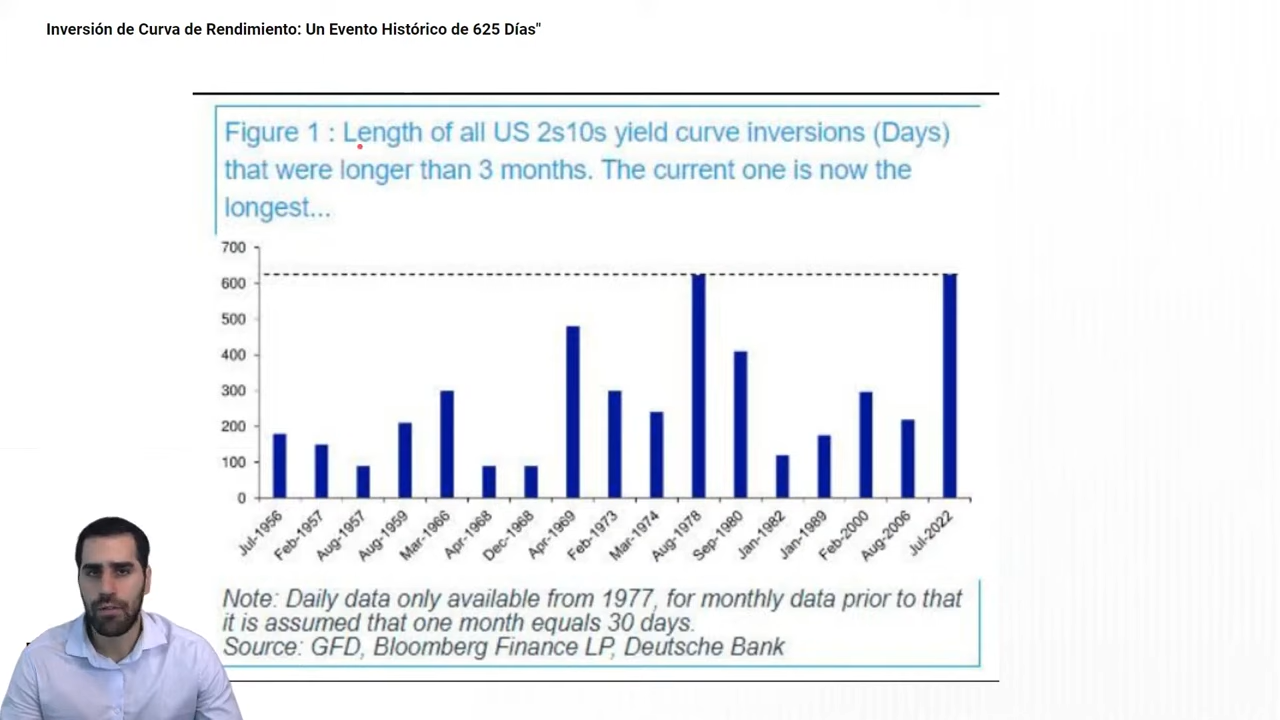 Inversión de Curva de Rendimiento: Un Evento Histórico de 625 Días"
Figure 1 : Length of all US 2s10s yield curve inversions (Days)
that were longer than 3 months. The current one is now the
longest...
700
600
500
400
300
200
100
0
Jul-1956
Feb-1957
Aug-1957
Aug-1959
Mar-1966
Apr-1968
Dec-1968
Apr-1969
Feb-1973
Mar-1974
Aug-1978
Sep-1980
Jan-1982
Jan-1989
Feb-2000
Aug-2006
Jul-2022
Note: Daily data only available from 1977, for monthly data prior to that
it is assumed that one month equals 30 days.
Source: GFD, Bloomberg Finance LP, Deutsche Bank